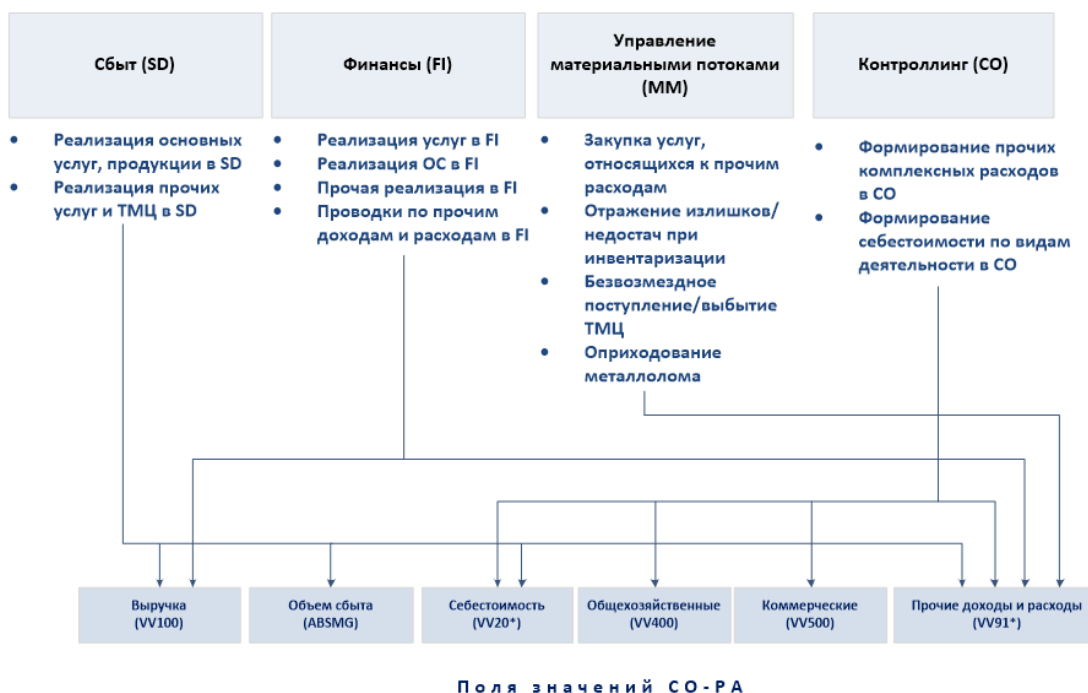 Сбыт (SD)
Финансы (FI)
Управление
материальными потоками
(MM)
Контроллинг (CO)
• Реализация основных
услуг, продукции в SD
• Реализация прочих
услуг и ТМЦ в SD
• Реализация услуг в FI
• Реализация ОС в FI
• Прочая реализация в FI
• Проводки по прочим
доходам и расходам в FI
• Закупка услуг,
относящихся к прочим
расходам
• Отражение излишков/
недостач при
инвентаризации
• Безвозмездное
поступление/выбытие
ТМЦ
• Оприходование
металлолома
• Формирование прочих
комплексных расходов
в СО
• Формирование
себестоимости по видам
деятельности в СО
Выручка
(VV100)
Объем сбыта
(ABSMG)
Себестоимость
(VV20*)
Общехозяйственные
(VV400)
Коммерческие
(VV500)
Прочие доходы и расходы
(VV91*)
Поля значений CO-PA